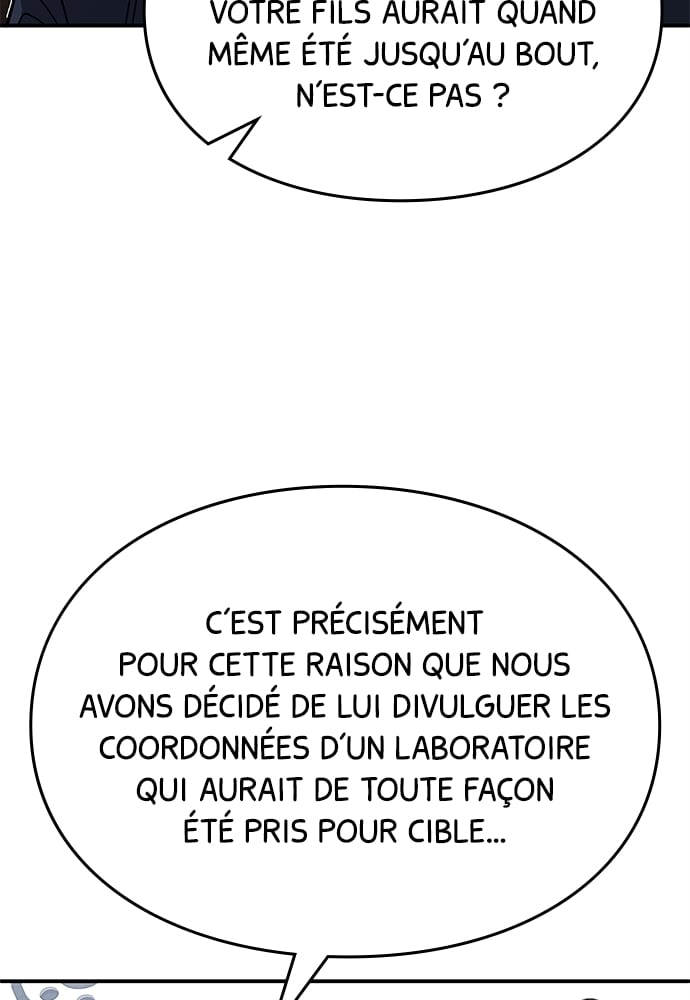 VOTRE FILS AURAIT QUAND
MÊME ÉTÉ JUSQU'AU BOUT,
N'EST-CE PAS ?
C'EST PRÉCISÉMENT
POUR CETTE RAISON QUE NOUS
AVONS DÉCIDÉ DE LUI DIVULGUER LES
COORDONNÉES D'UN LABORATOIRE
QUI AURAIT DE TOUTE FAÇON
ÉTÉ PRIS POUR CIBLE...